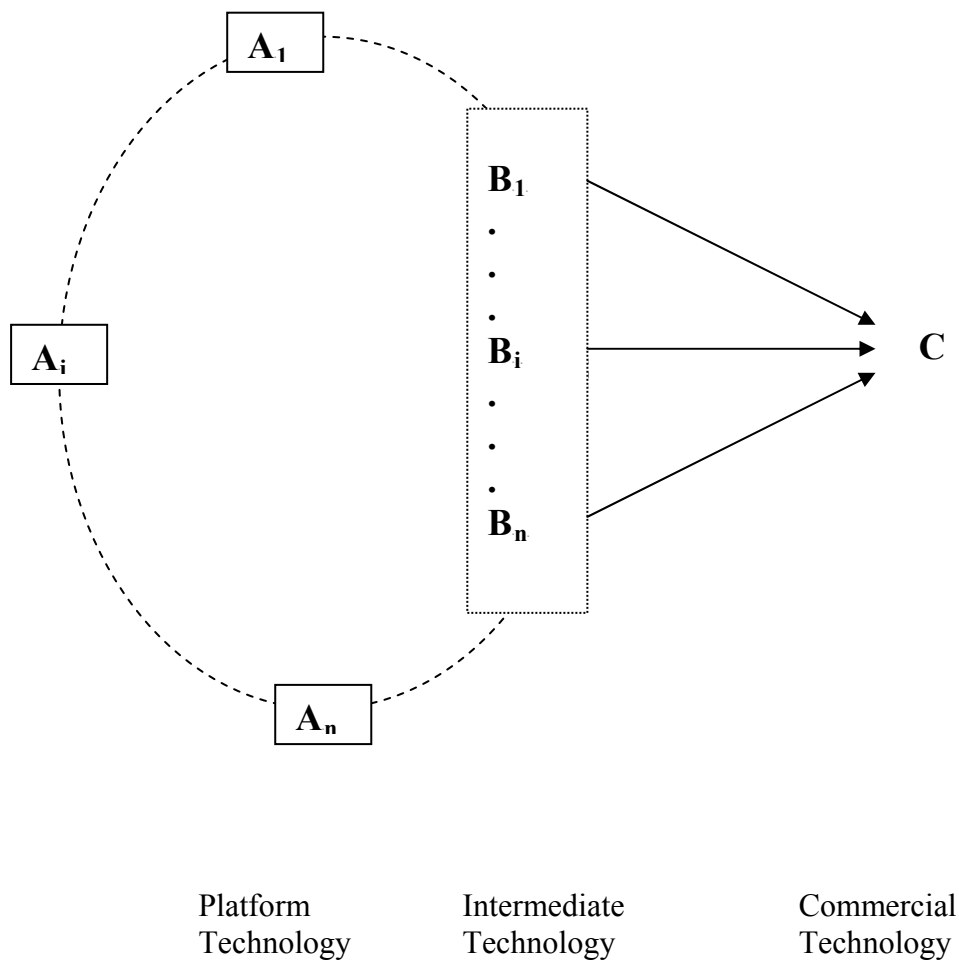 A₁
B₁
.
.
.
Aᵢ
Bᵢ
C
.
.
.
Bₙ
Aₙ
Platform
Technology
Intermediate
Technology
Commercial
Technology